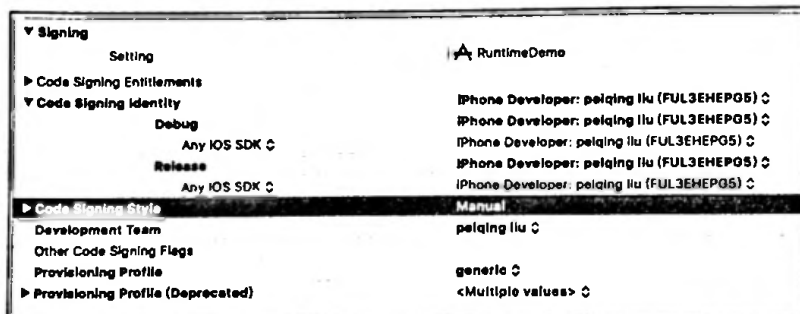 Signing
Setting RuntimeDemo
Code Signing Entitlements
Code Signing Identity iPhone Developer: peiqing liu (FUL3EHEPG5)
Debug iPhone Developer: peiqing liu (FUL3EHEPG5)
Any iOS SDK iPhone Developer: peiqing liu (FUL3EHEPG5)
Release iPhone Developer: peiqing liu (FUL3EHEPG5)
Any iOS SDK iPhone Developer: peiqing liu (FUL3EHEPG5)
Code Signing Style Manual
Development Team peiqing liu
Other Code Signing Flags
Provisioning Profile generic
Provisioning Profile (Deprecated) <Multiple values>